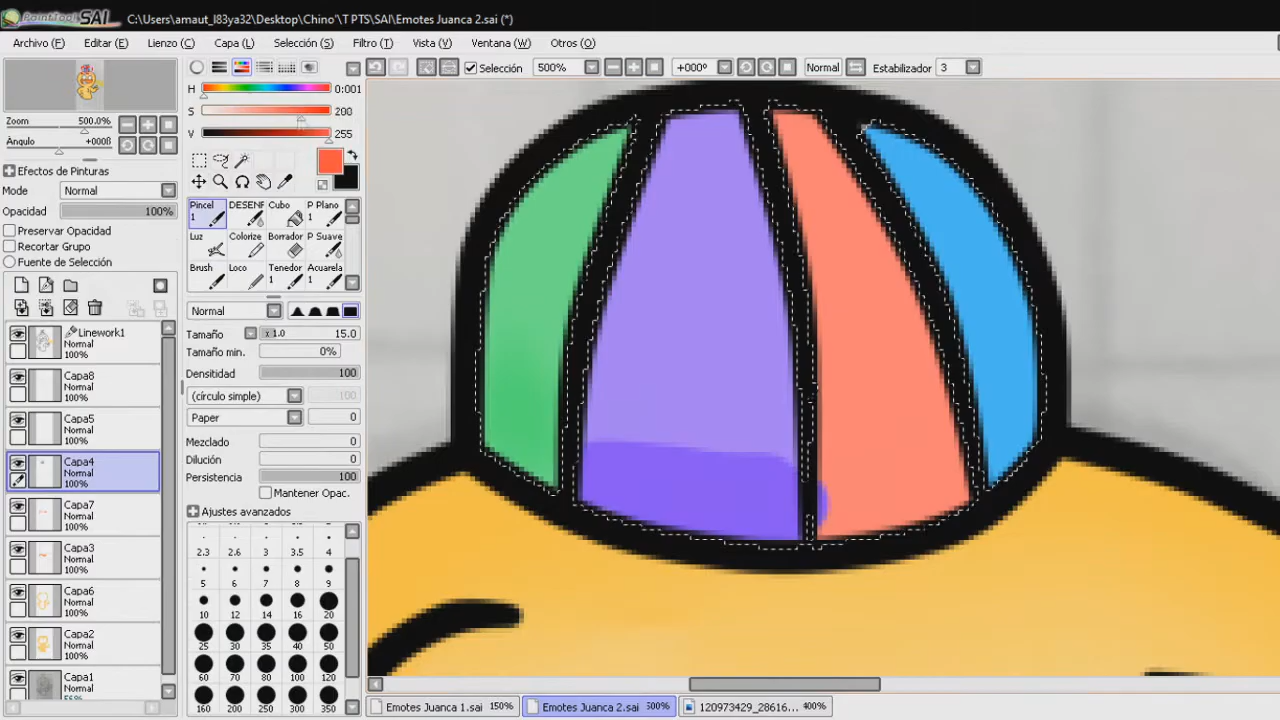 PaintTool SAI C:\Users\amaut_l83ya32\Desktop\Chino'\T PTS\SAI\Emotes Juanca 2.sai (*)
Archivo (F) Editar (E) Lienzo (C) Capa (L) Selección (S) Filtro (T) Vista (V) Ventana (W) Otros (O)
Selección 500% +000° Normal Estabilizador 3
H 0:001
S 200
V 255
Zoom 500.0%
Ángulo +000ß
Efectos de Pinturas
Modo Normal
Opacidad 100%
Preservar Opacidad
Recortar Grupo
Fuente de Selección
Linework1
Normal
100%
Capa8
Normal
100%
Capa5
Normal
100%
Capa4
Normal
100%
Capa7
Normal
100%
Capa3
Normal
100%
Capa6
Normal
100%
Capa2
Normal
100%
Capa1
Normal
Pincel DESENF Cubo P Plano
1 1
Luz Colorize Borrador P Suave
Brush Loco Tenedor Acuarela
1 1
Normal
Tamaño x 1.0 15.0
Tamaño min. 0%
Densitidad 100
(círculo simple) 100
Paper 0
Mezclado 0
Dilución 0
Persistencia 100
Mantener Opac.
Ajustes avanzados
2.3 2.6 3 3.5 4
5 6 7 8 9
10 12 14 16 20
25 30 35 40 50
60 70 80 100 120
160 200 250 300 350
Emotes Juanca 1.sai 150% Emotes Juanca 2.sai 500% 120973429_28616... 400%